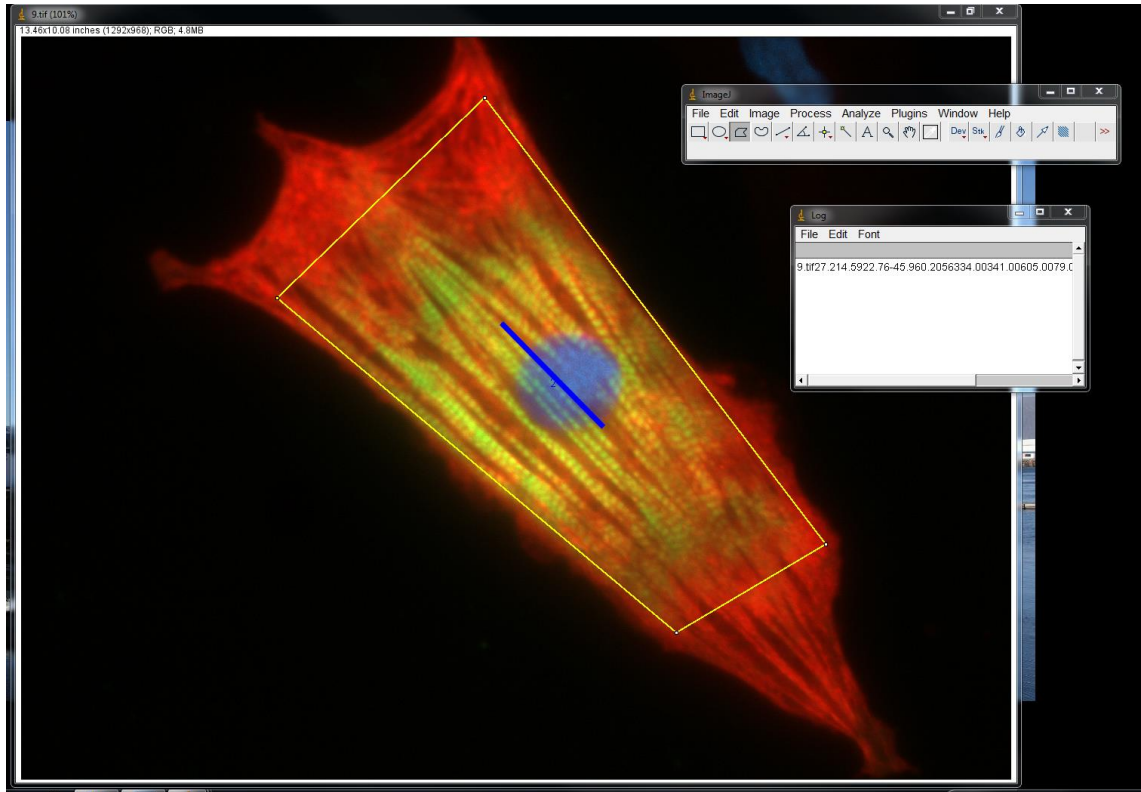 9.tif (101%)
13.46x10.08 inches (1292x968); RGB; 4.8MB
ImageJ
File Edit Image Process Analyze Plugins Window Help
A Dev Stk >>
Log
File Edit Font
9.tif27.214.5922.76-45.960.2056334.00341.00605.0079.0
2